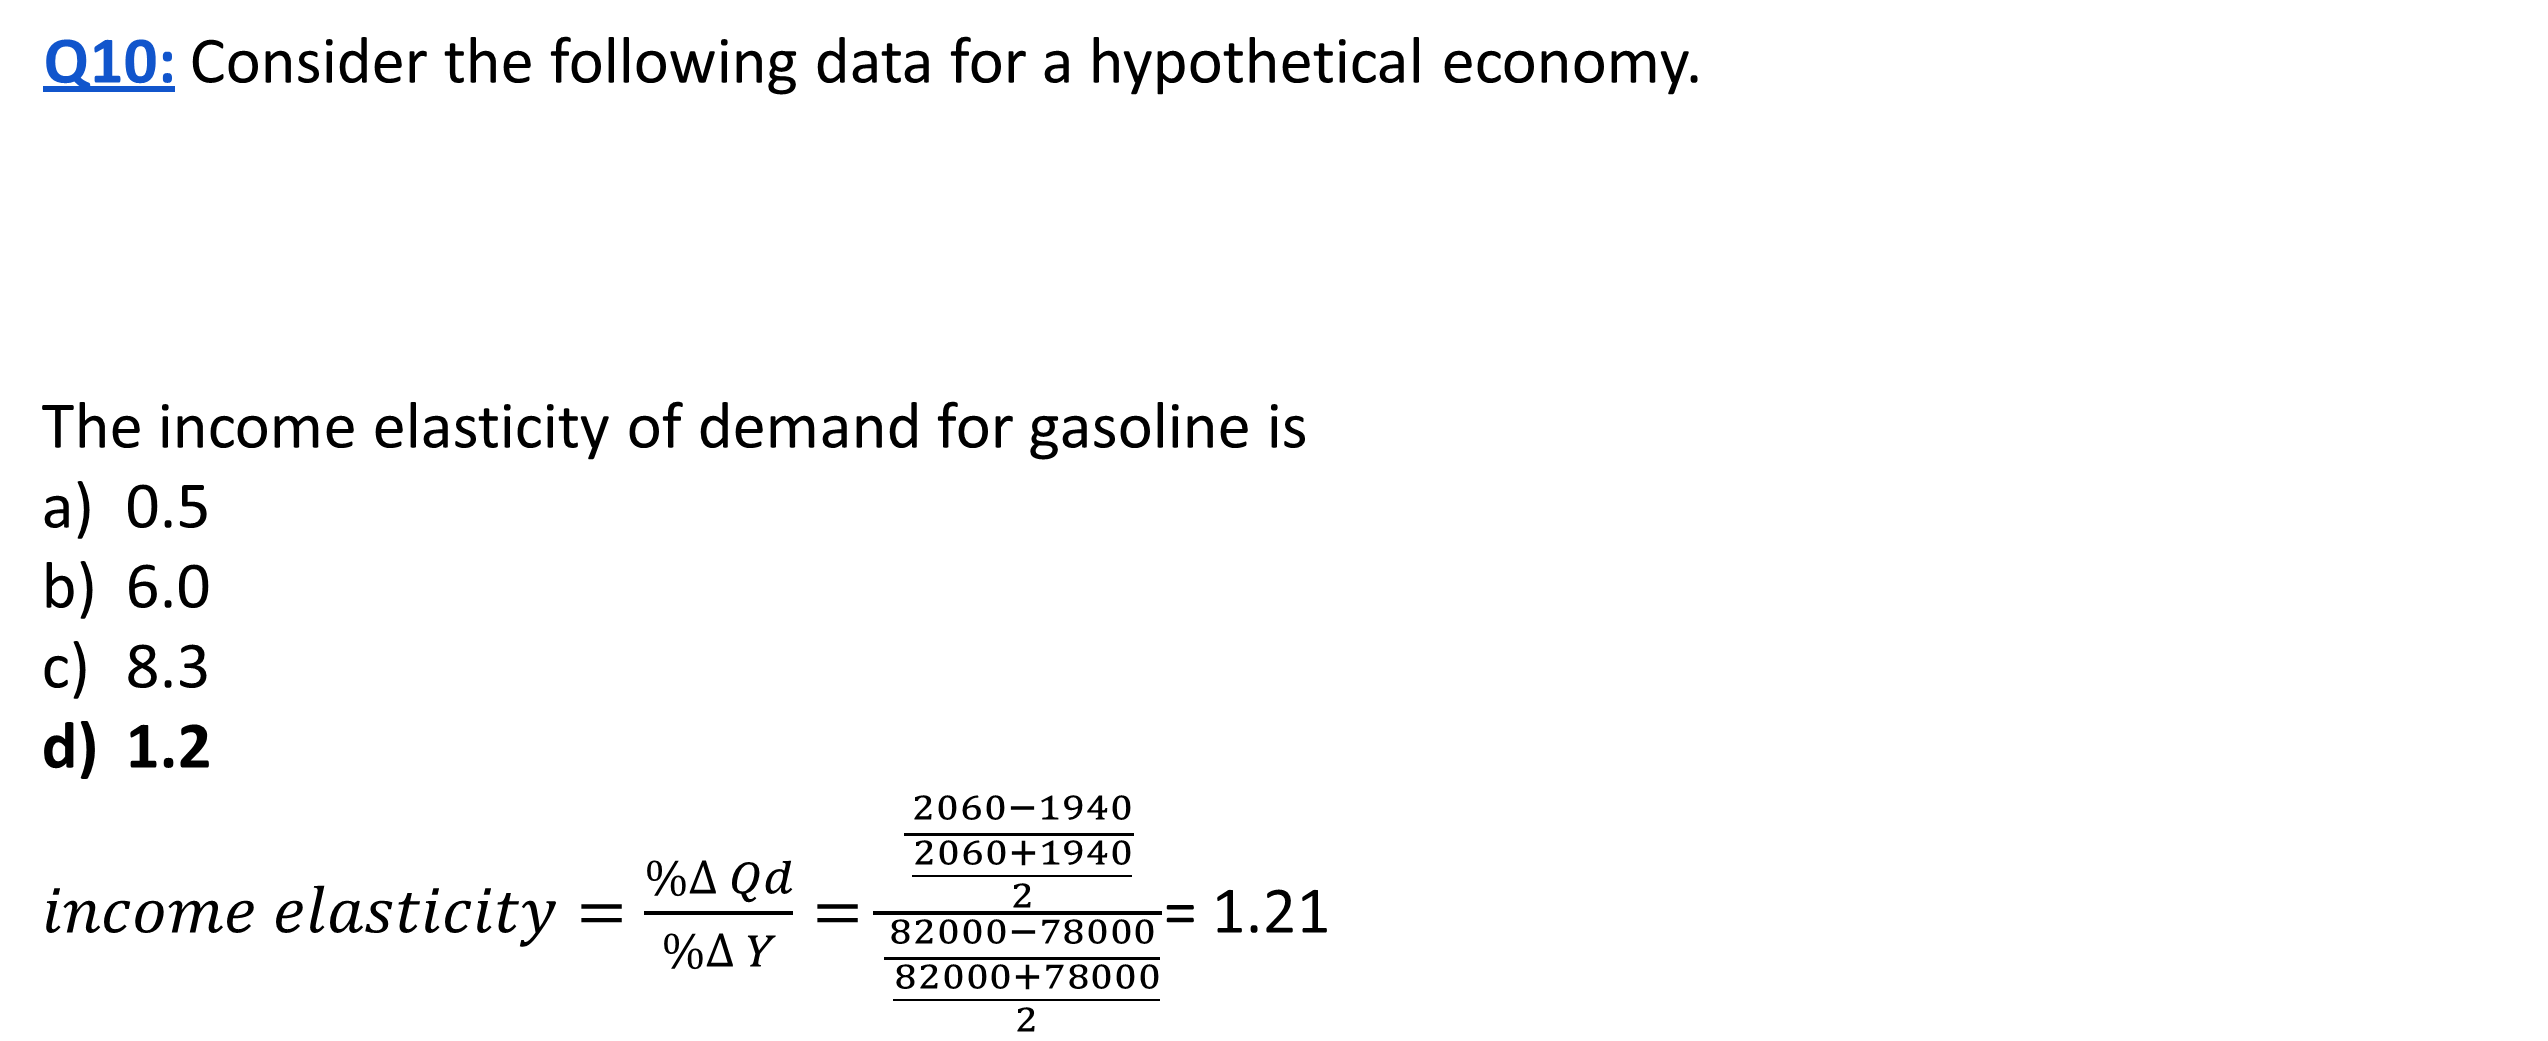 Q10: Consider the following data for a hypothetical economy.
The income elasticity of demand for gasoline is
a) 0.5
b) 6.0
c) 8.3
d) 1.2
income elasticity = %Δ Qd / %Δ Y = ((2060−1940) / ((2060+1940) / 2)) / ((82000−78000) / ((82000+78000) / 2)) = 1.21